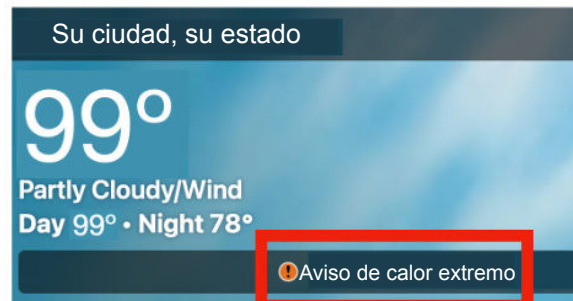 Su ciudad, su estado
99°
Partly Cloudy/Wind
Day 99° • Night 78°
Aviso de calor extremo